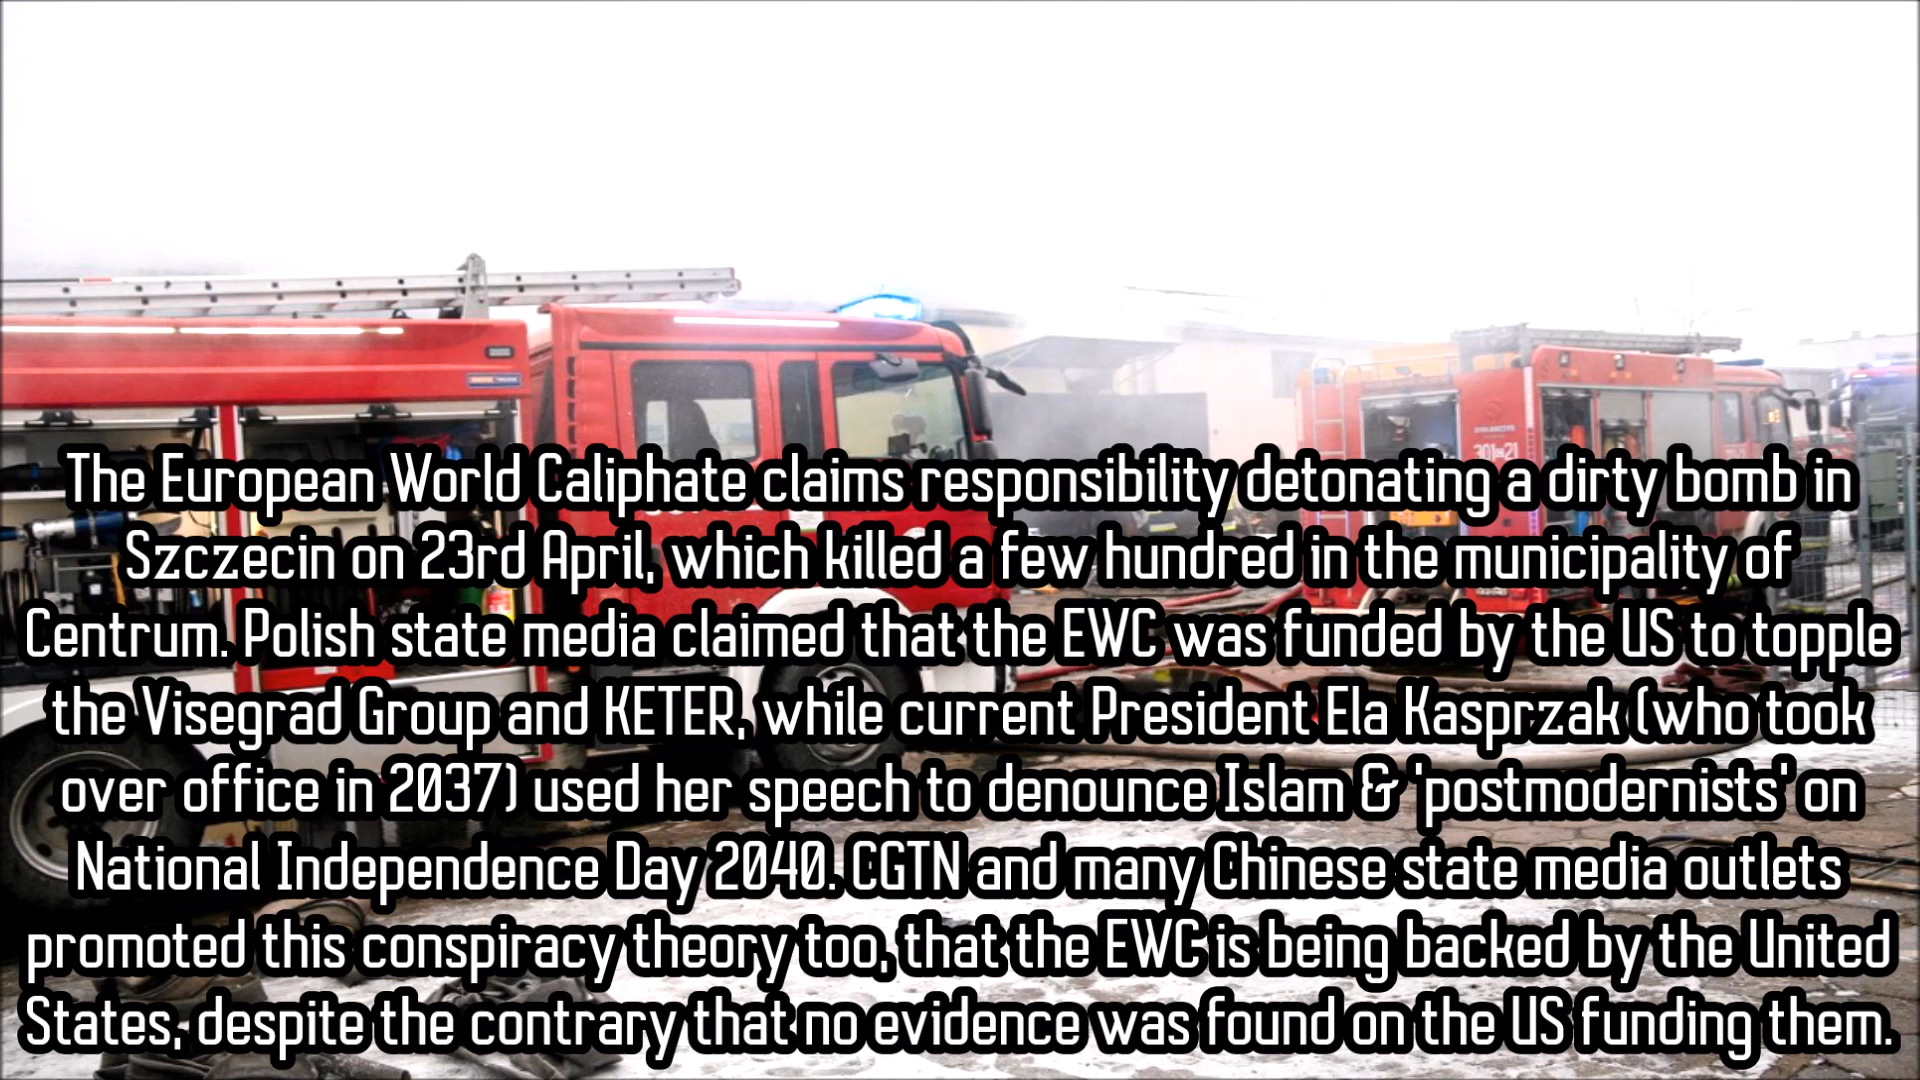 STOLARCZYK
301 21
The European World Caliphate claims responsibility detonating a dirty bomb in
Szczecin on 23rd April, which killed a few hundred in the municipality of
Centrum. Polish state media claimed that the EWC was funded by the US to topple
the Visegrad Group and KETER, while current President Ela Kasprzak (who took
over office in 2037) used her speech to denounce Islam & 'postmodernists' on
National Independence Day 2040. CGTN and many Chinese state media outlets
promoted this conspiracy theory too, that the EWC is being backed by the United
States, despite the contrary that no evidence was found on the US funding them.